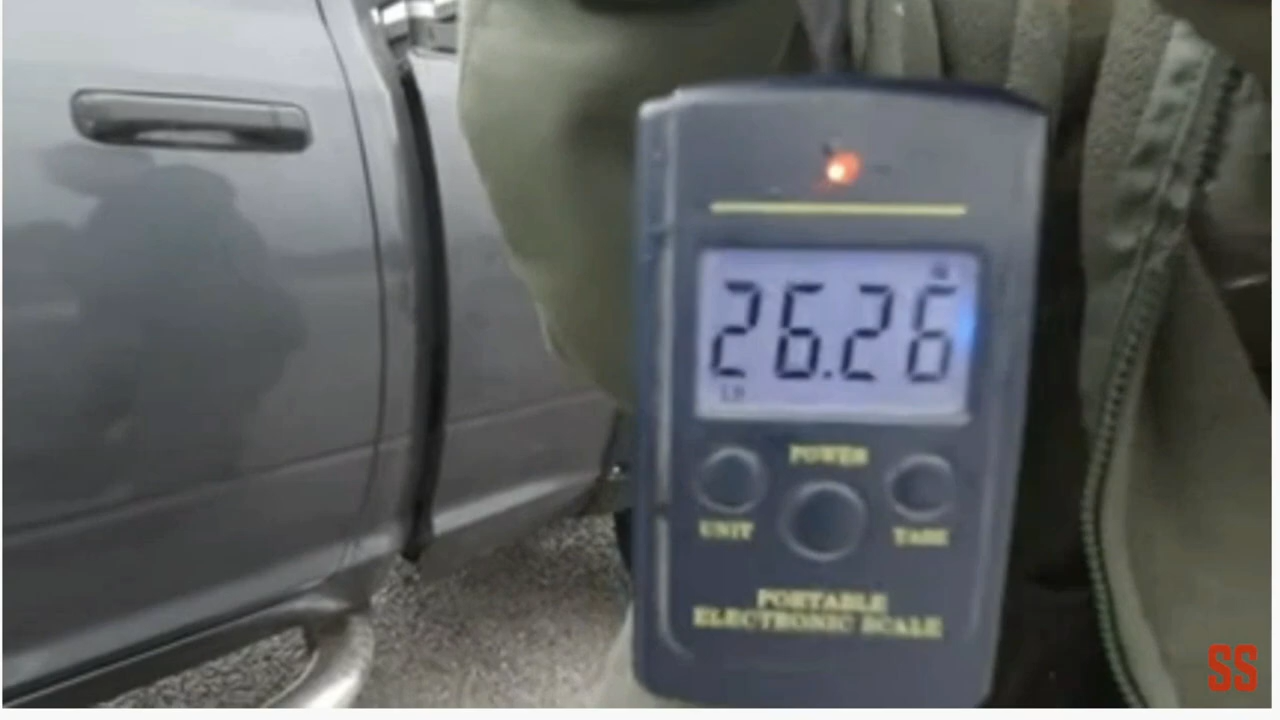 26.26
LB
POWER
UNIT
TARE
PORTABLE
ELECTRONIC SCALE
SS